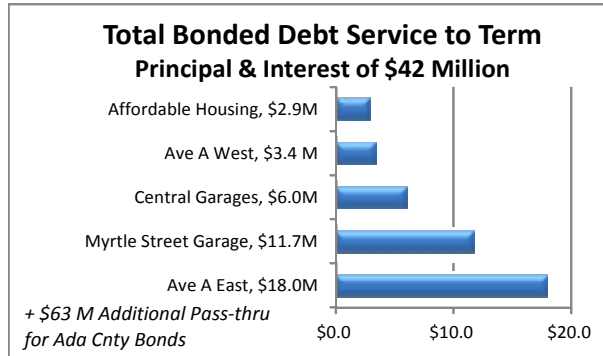 Total Bonded Debt Service to Term
Principal & Interest of $42 Million
Affordable Housing, $2.9M
Ave A West, $3.4 M
Central Garages, $6.0M
Myrtle Street Garage, $11.7M
Ave A East, $18.0M
+ $63 M Additional Pass-thru
for Ada Cnty Bonds
$0.0 $10.0 $20.0